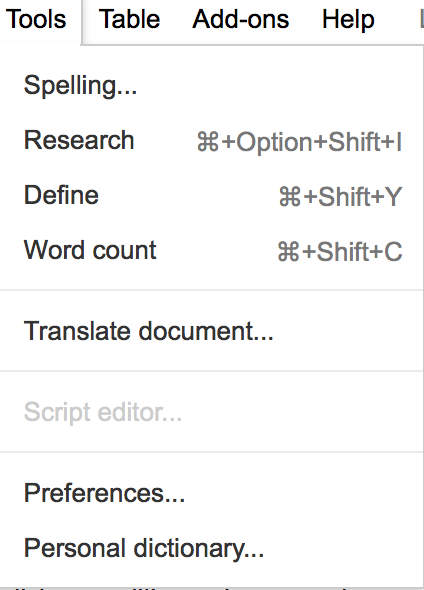 Tools Table Add-ons Help
Spelling...
Research ⌘+Option+Shift+I
Define ⌘+Shift+Y
Word count ⌘+Shift+C
Translate document...
Script editor...
Preferences...
Personal dictionary...